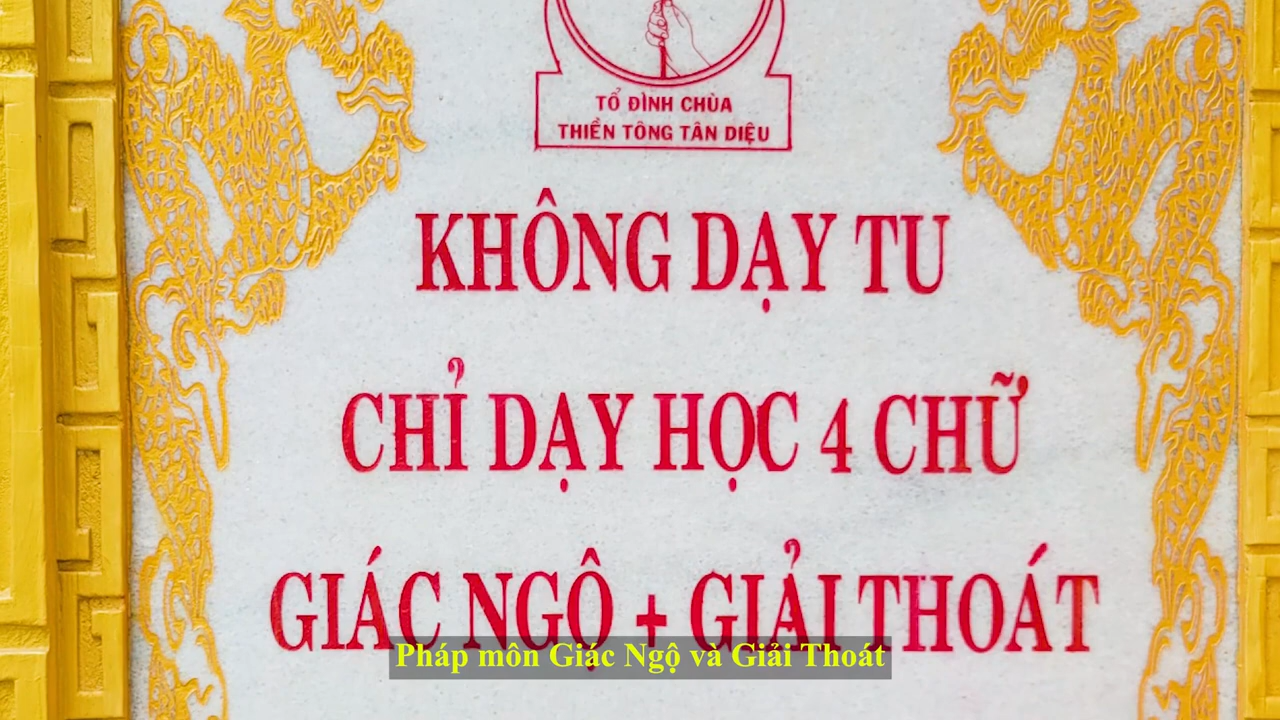 TỔ ĐÌNH CHÙA
THIỀN TÔNG TÂN DIỆU
KHÔNG DẠY TU
CHỈ DẠY HỌC 4 CHỮ
GIÁC NGỘ + GIẢI THOÁT
Pháp môn Giác Ngộ và Giải Thoát